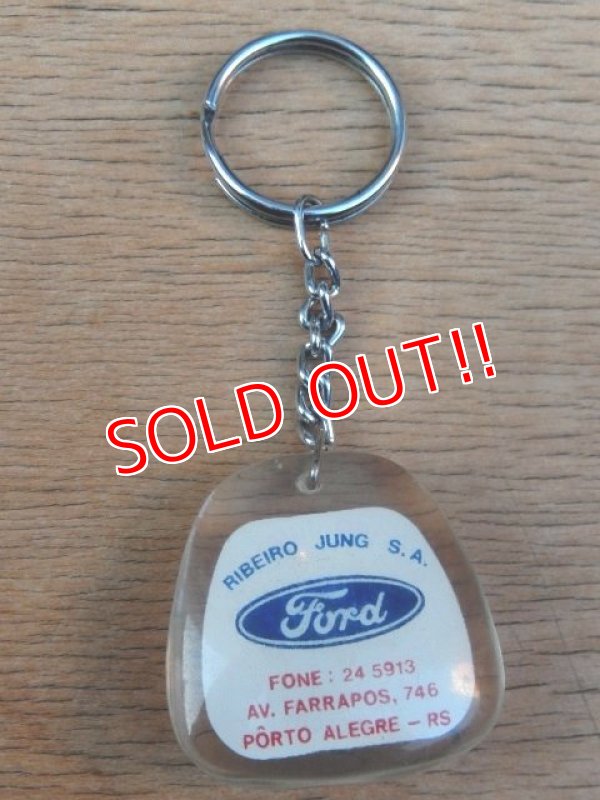 SOLD OUT!!
RIBEIRO JUNG S.A.
Ford
FONE: 24 5913
AV. FARRAPOS, 746
PÔRTO ALEGRE - RS